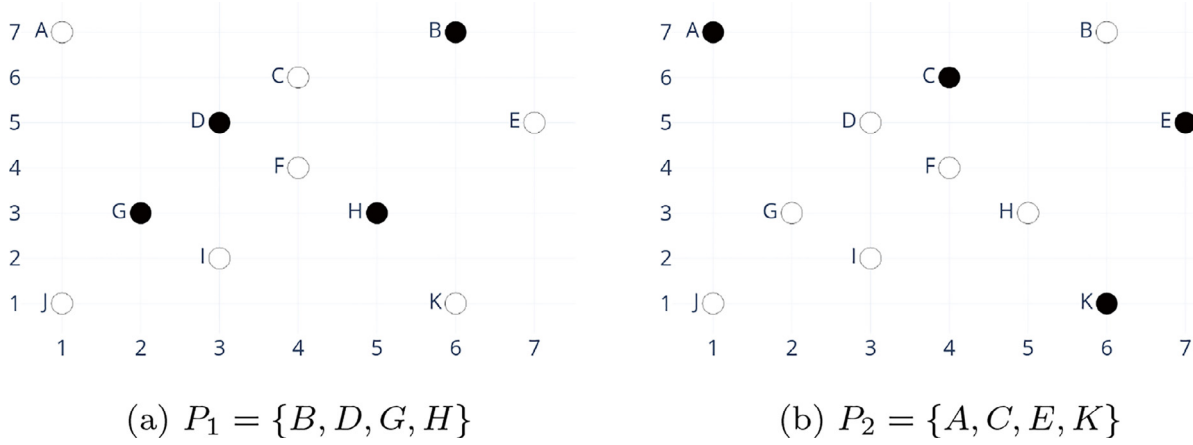 7 A B
6 C
5 D E
4 F
3 G H
2 I
1 J K
1 2 3 4 5 6 7
(a) P₁ = {B, D, G, H}
7 A B
6 C
5 D E
4 F
3 G H
2 I
1 J K
1 2 3 4 5 6 7
(b) P₂ = {A, C, E, K}